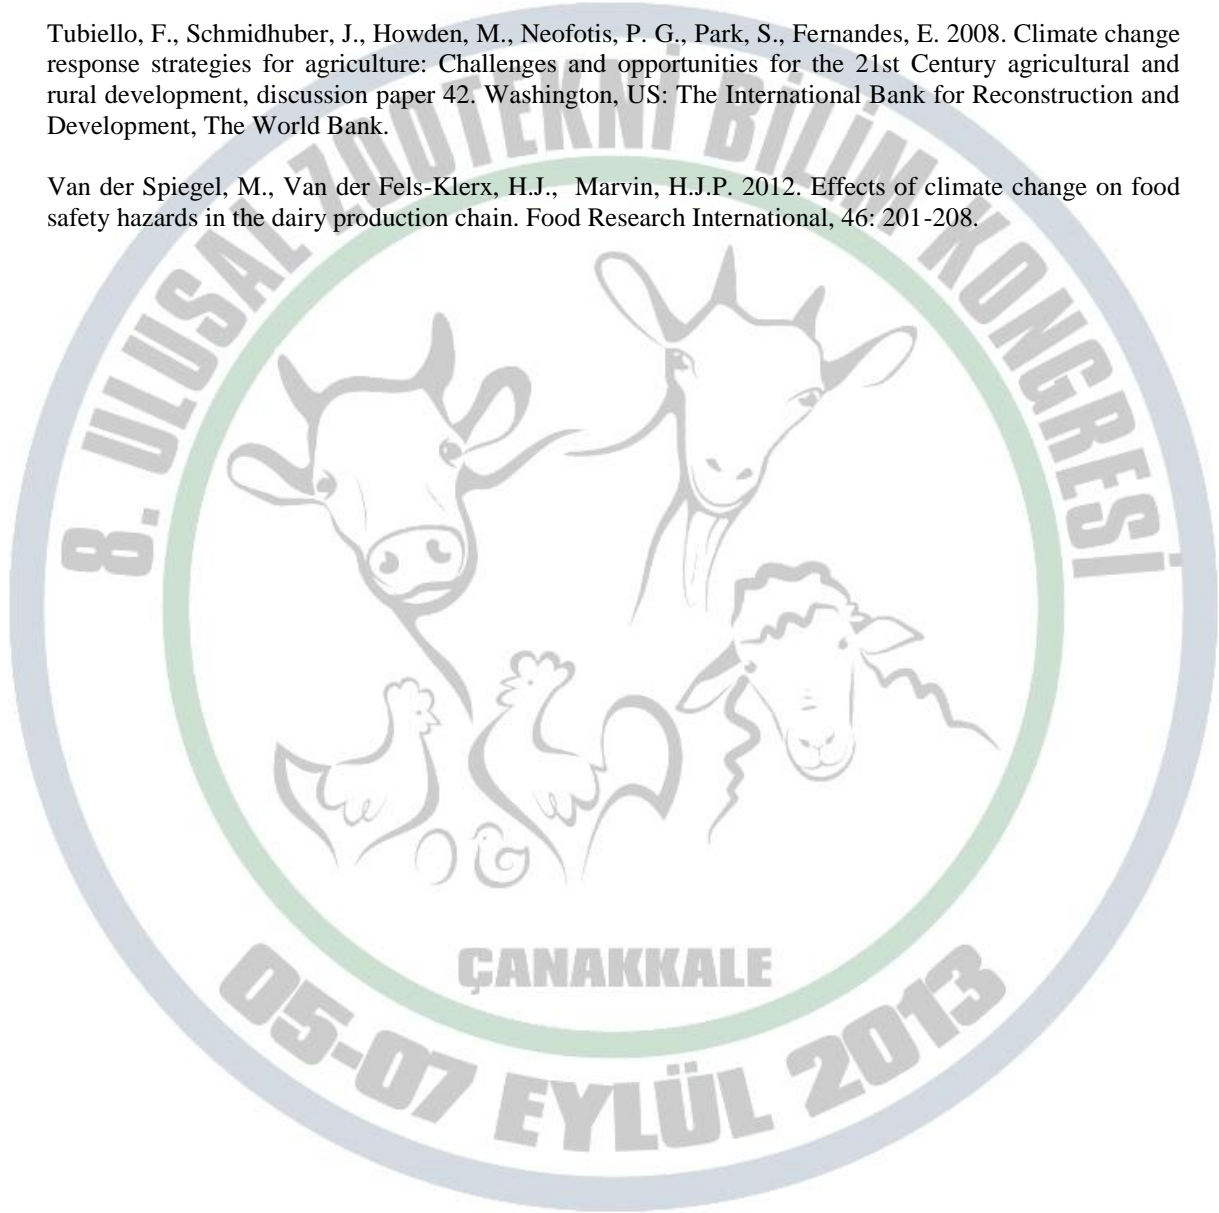 Tubiello, F., Schmidhuber, J., Howden, M., Neofotis, P. G., Park, S., Fernandes, E. 2008. Climate change
response strategies for agriculture: Challenges and opportunities for the 21st Century agricultural and
rural development, discussion paper 42. Washington, US: The International Bank for Reconstruction and
Development, The World Bank.
Van der Spiegel, M., Van der Fels-Klerx, H.J., Marvin, H.J.P. 2012. Effects of climate change on food
safety hazards in the dairy production chain. Food Research International, 46: 201-208.
8. ULUSAL ZOOTEKNİ BİLİM KONGRESİ
ÇANAKKALE
05-07 EYLÜL 2013